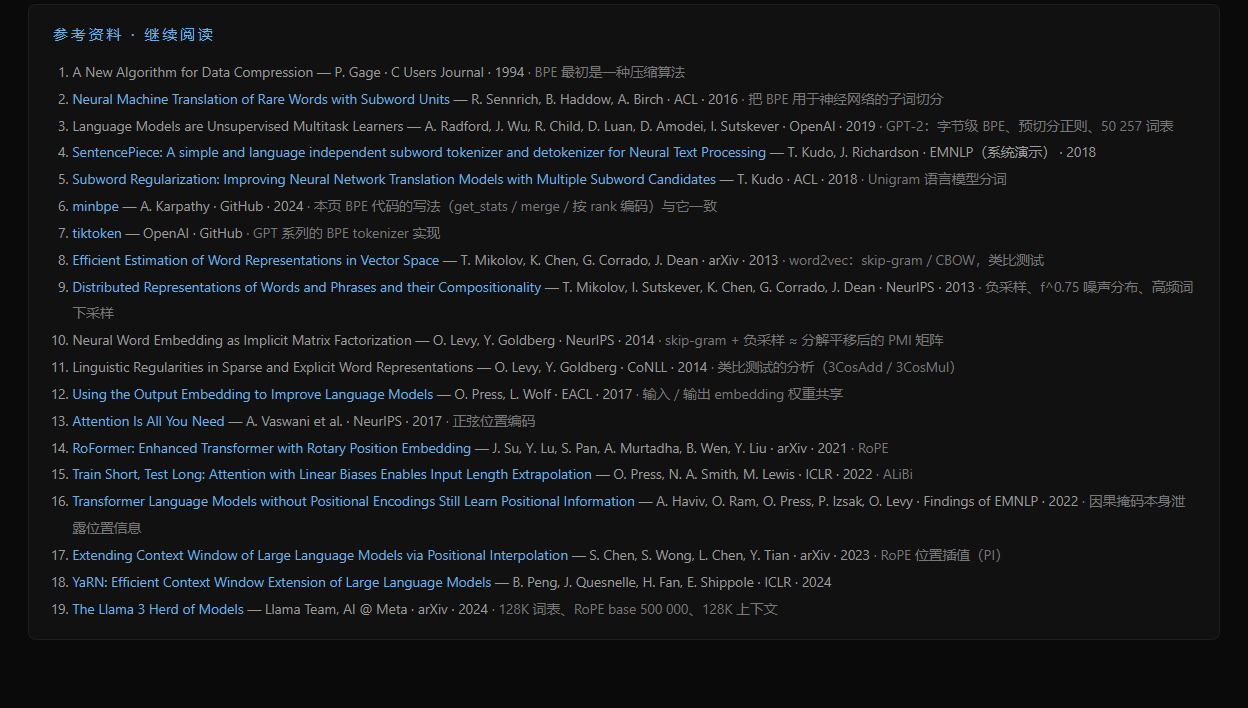 参考资料 · 继续阅读
1. A New Algorithm for Data Compression — P. Gage · C Users Journal · 1994 · BPE 最初是一种压缩算法
2. Neural Machine Translation of Rare Words with Subword Units — R. Sennrich, B. Haddow, A. Birch · ACL · 2016 · 把 BPE 用于神经网络的子词切分
3. Language Models are Unsupervised Multitask Learners — A. Radford, J. Wu, R. Child, D. Luan, D. Amodei, I. Sutskever · OpenAI · 2019 · GPT-2：字节级 BPE、预切分正则、50 257 词表
4. SentencePiece: A simple and language independent subword tokenizer and detokenizer for Neural Text Processing — T. Kudo, J. Richardson · EMNLP（系统演示） · 2018
5. Subword Regularization: Improving Neural Network Translation Models with Multiple Subword Candidates — T. Kudo · ACL · 2018 · Unigram 语言模型分词
6. minbpe — A. Karpathy · GitHub · 2024 · 本页 BPE 代码的写法（get_stats / merge / 按 rank 编码）与它一致
7. tiktoken — OpenAI · GitHub · GPT 系列的 BPE tokenizer 实现
8. Efficient Estimation of Word Representations in Vector Space — T. Mikolov, K. Chen, G. Corrado, J. Dean · arXiv · 2013 · word2vec：skip-gram / CBOW，类比测试
9. Distributed Representations of Words and Phrases and their Compositionality — T. Mikolov, I. Sutskever, K. Chen, G. Corrado, J. Dean · NeurIPS · 2013 · 负采样、f^0.75 噪声分布、高频词
下采样
10. Neural Word Embedding as Implicit Matrix Factorization — O. Levy, Y. Goldberg · NeurIPS · 2014 · skip-gram + 负采样 ≈ 分解平移后的 PMI 矩阵
11. Linguistic Regularities in Sparse and Explicit Word Representations — O. Levy, Y. Goldberg · CoNLL · 2014 · 类比测试的分析（3CosAdd / 3CosMul）
12. Using the Output Embedding to Improve Language Models — O. Press, L. Wolf · EACL · 2017 · 输入 / 输出 embedding 权重共享
13. Attention Is All You Need — A. Vaswani et al. · NeurIPS · 2017 · 正弦位置编码
14. RoFormer: Enhanced Transformer with Rotary Position Embedding — J. Su, Y. Lu, S. Pan, A. Murtadha, B. Wen, Y. Liu · arXiv · 2021 · RoPE
15. Train Short, Test Long: Attention with Linear Biases Enables Input Length Extrapolation — O. Press, N. A. Smith, M. Lewis · ICLR · 2022 · ALiBi
16. Transformer Language Models without Positional Encodings Still Learn Positional Information — A. Haviv, O. Ram, O. Press, P. Izsak, O. Levy · Findings of EMNLP · 2022 · 因果掩码本身泄
露位置信息
17. Extending Context Window of Large Language Models via Positional Interpolation — S. Chen, S. Wong, L. Chen, Y. Tian · arXiv · 2023 · RoPE 位置插值（PI）
18. YaRN: Efficient Context Window Extension of Large Language Models — B. Peng, J. Quesnelle, H. Fan, E. Shippole · ICLR · 2024
19. The Llama 3 Herd of Models — Llama Team, AI @ Meta · arXiv · 2024 · 128K 词表、RoPE base 500 000、128K 上下文